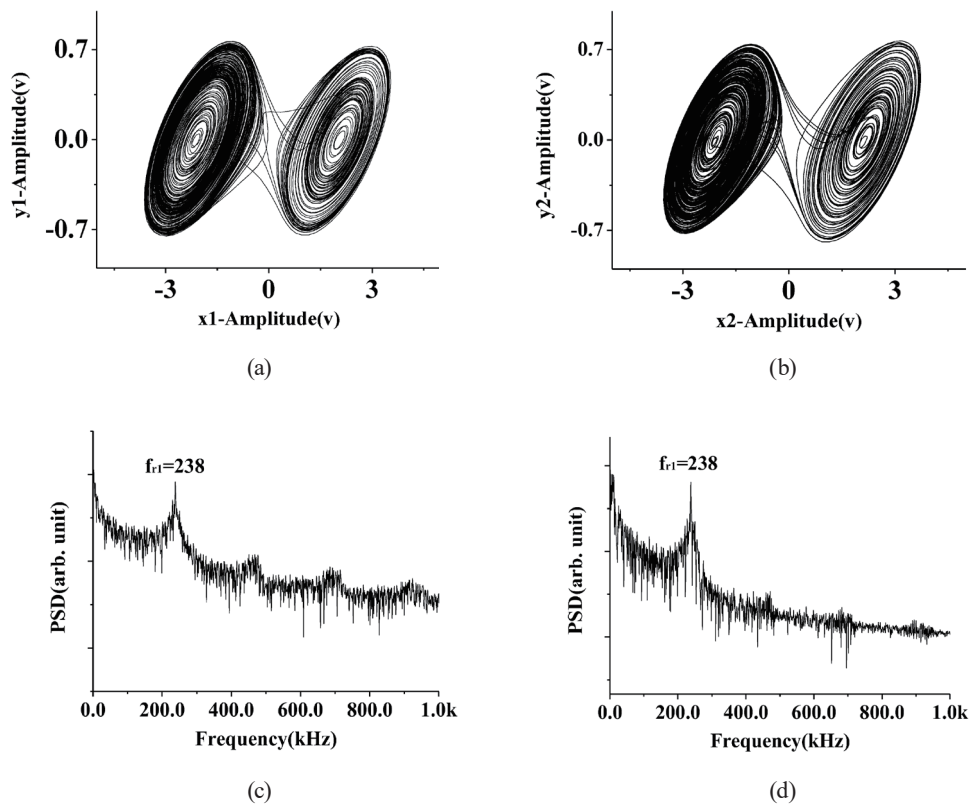 0.7
0.0
-0.7
y1-Amplitude(v)
-3 0 3
x1-Amplitude(v)
(a)
0.7
0.0
-0.7
y2-Amplitude(v)
-3 0 3
x2-Amplitude(v)
(b)
fr1=238
PSD(arb. unit)
0.0 200.0 400.0 600.0 800.0 1.0k
Frequency(kHz)
(c)
fr1=238
PSD(arb. unit)
0.0 200.0 400.0 600.0 800.0 1.0k
Frequency(kHz)
(d)